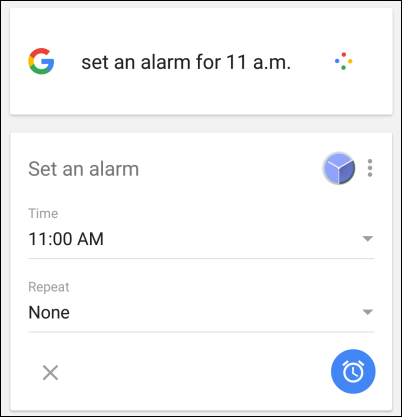 set an alarm for 11 a.m.
Set an alarm
Time
11:00 AM
Repeat
None